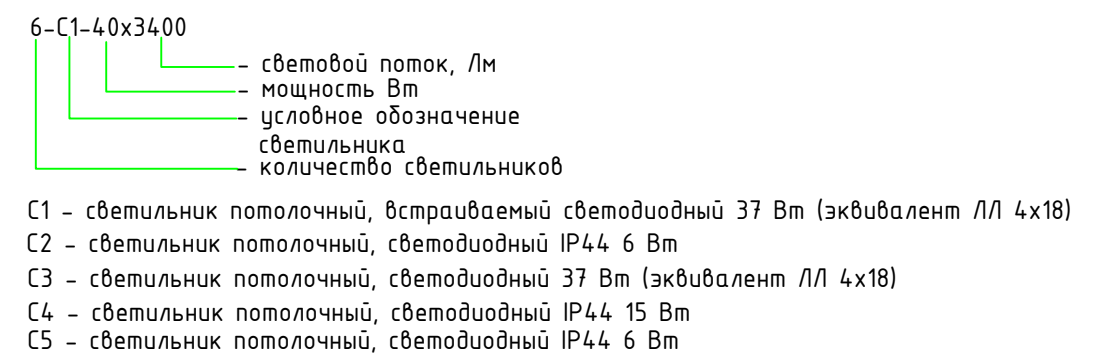 6-С1-40х3400
- световой поток, Лм
- мощность Вт
- условное обозначение
светильника
- количество светильников
С1 - светильник потолочный, встраиваемый светодиодный 37 Вт (эквивалент ЛЛ 4х18)
С2 - светильник потолочный, светодиодный IP44 6 Вт
С3 - светильник потолочный, светодиодный 37 Вт (эквивалент ЛЛ 4х18)
С4 - светильник потолочный, светодиодный IP44 15 Вт
С5 - светильник потолочный, светодиодный IP44 6 Вт